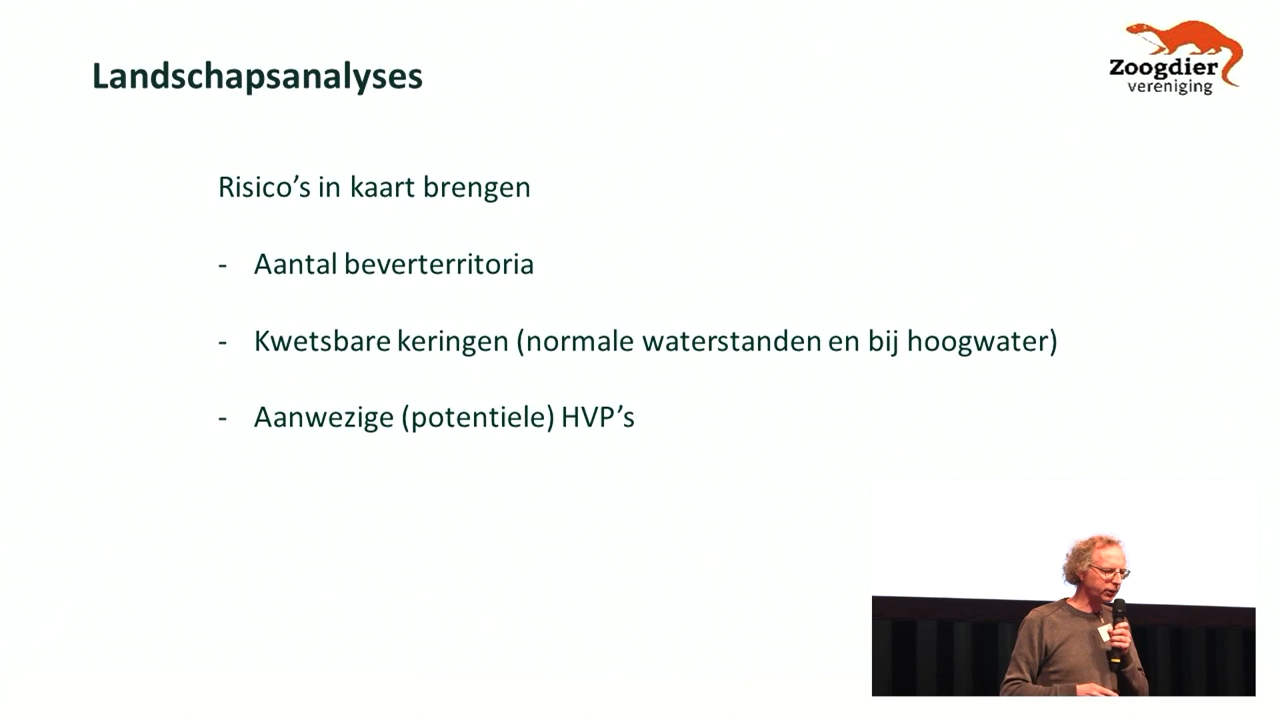 Landschapsanalyses
Zoogdier
vereniging
Risico's in kaart brengen
- Aantal beverterritoria
- Kwetsbare keringen (normale waterstanden en bij hoogwater)
- Aanwezige (potentiele) HVP's